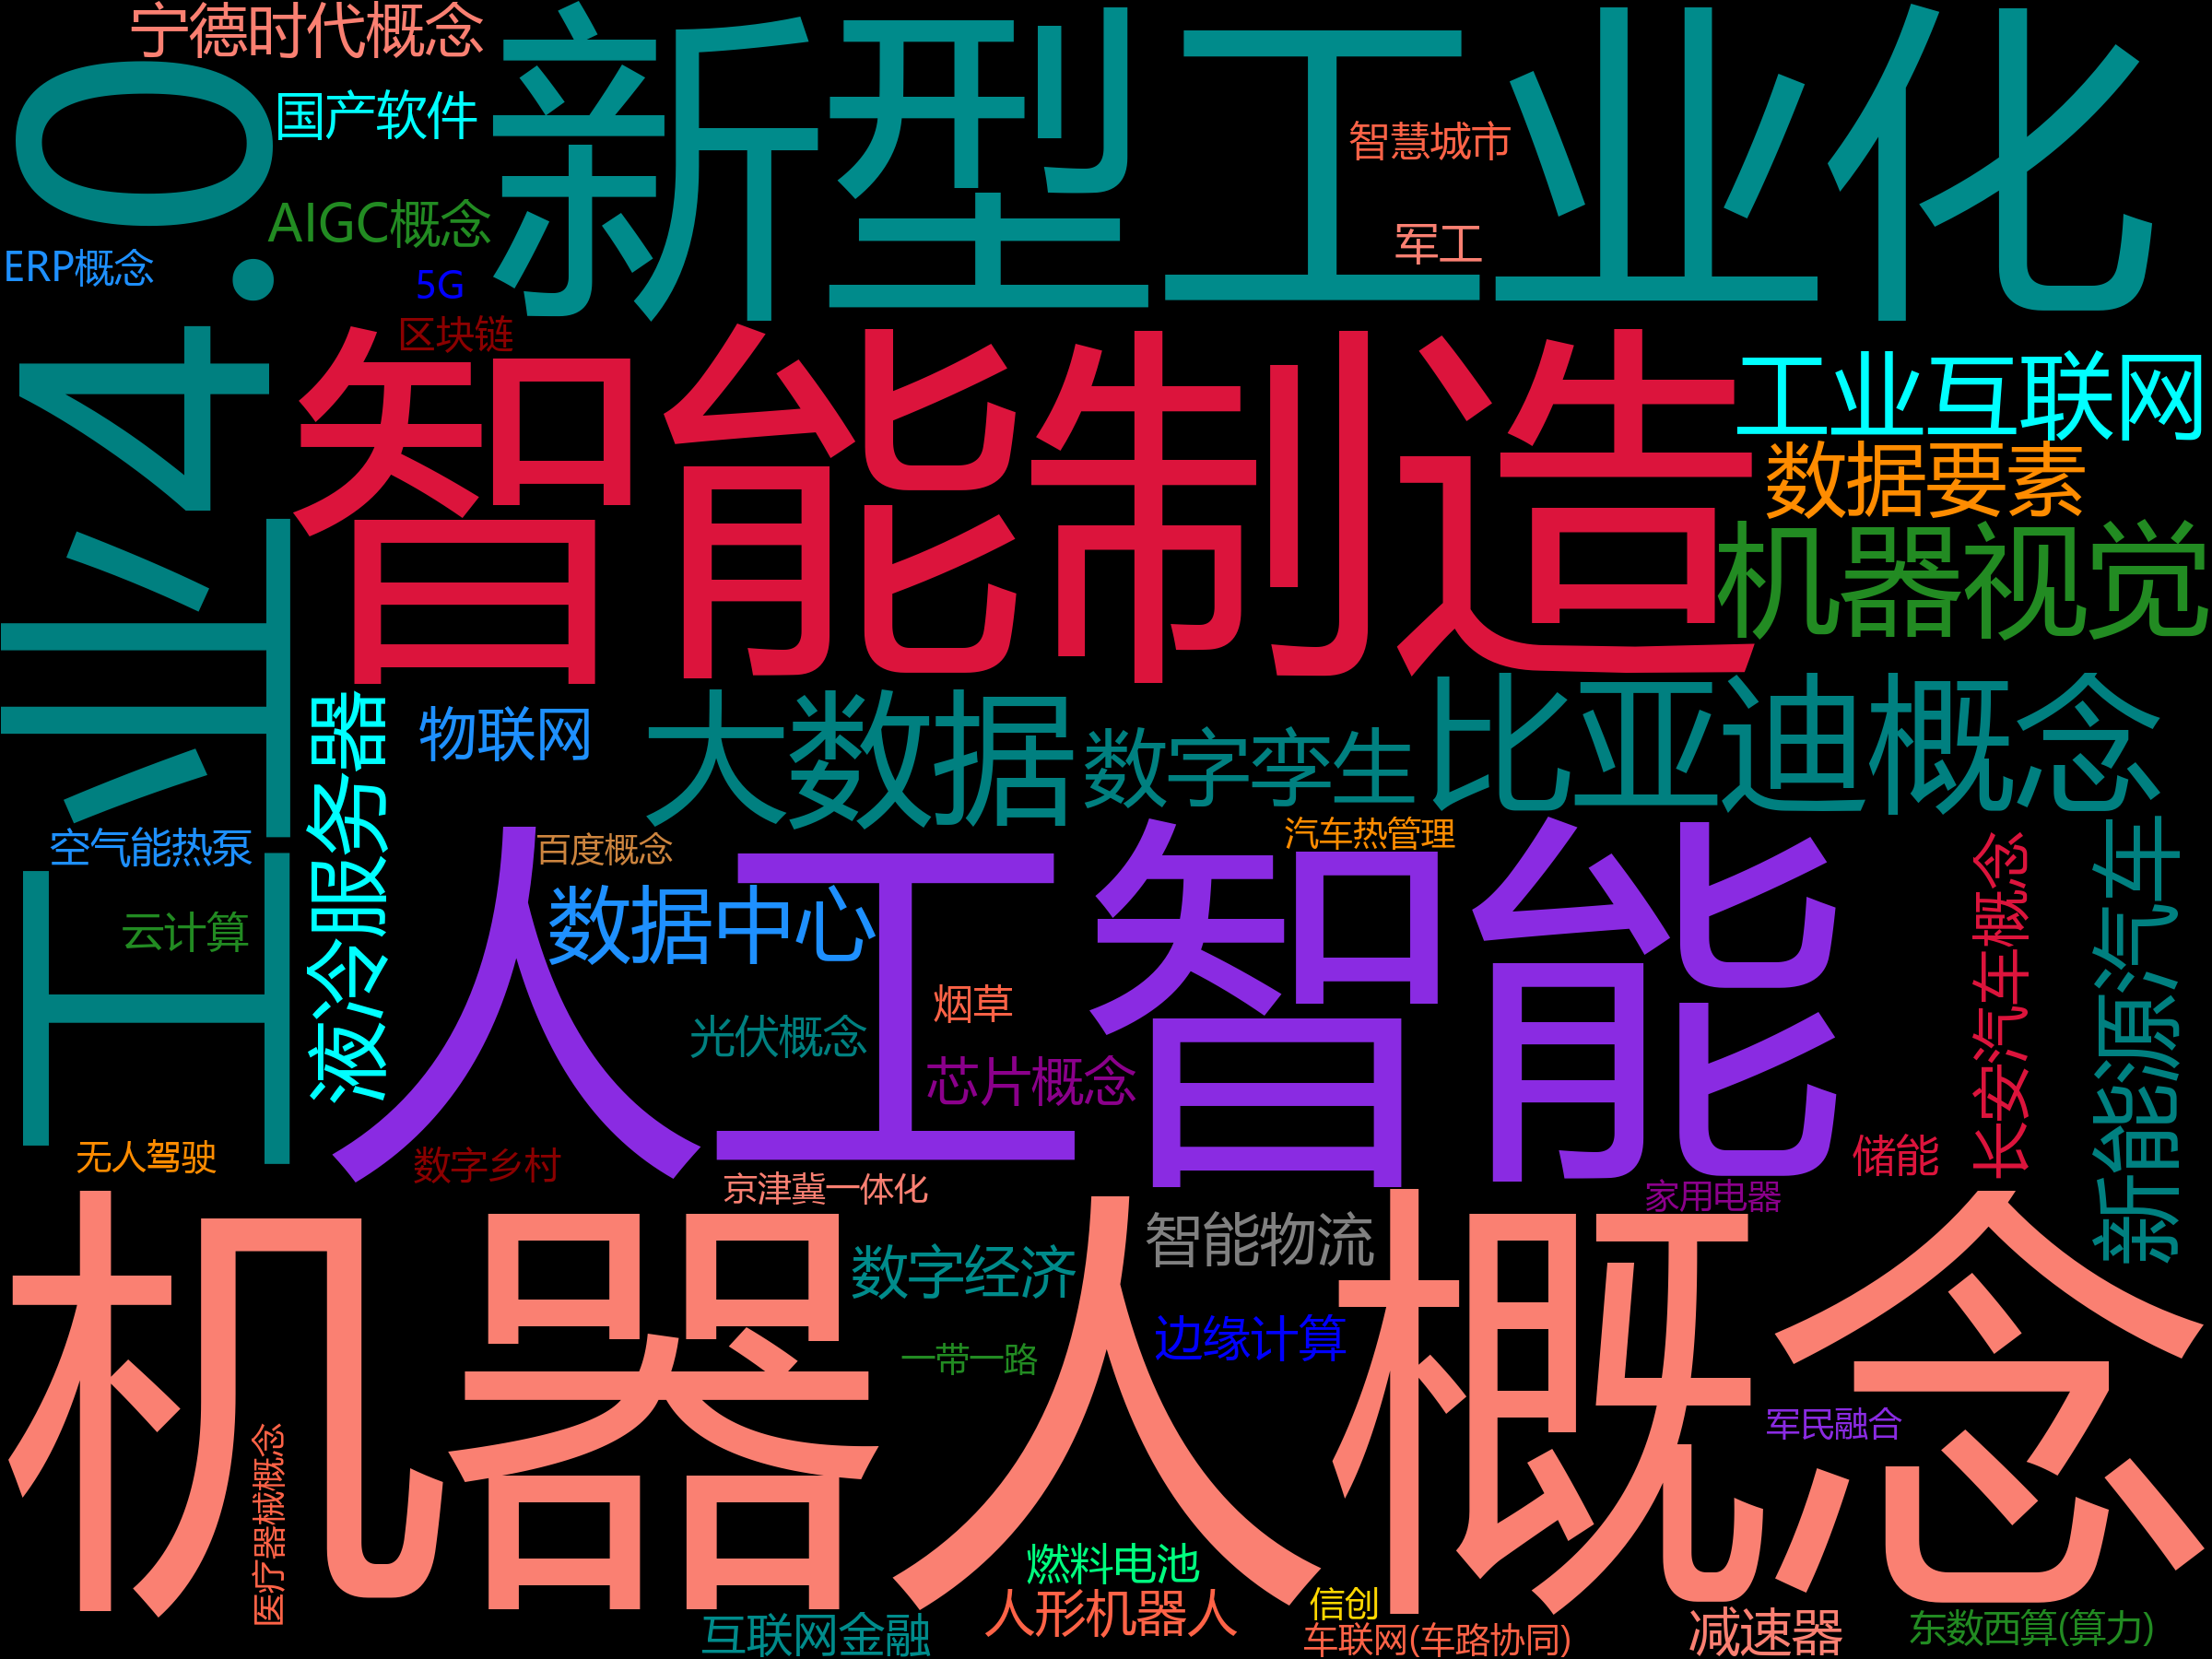 宁德时代概念
新型工业化
国产软件
智慧城市
AIGC概念
军工
ERP概念
5G
区块链
工业4.0
智能制造
工业互联网
数据要素
机器视觉
物联网
大数据
数字孪生
比亚迪概念
液冷服务器
空气能热泵
百度概念
汽车热管理
数据中心
人工智能
云计算
烟草
光伏概念
芯片概念
长安汽车概念
新能源汽车
无人驾驶
数字乡村
京津冀一体化
储能
家用电器
智能物流
数字经济
边缘计算
一带一路
机器人概念
军民融合
医疗器械概念
燃料电池
人形机器人
信创
互联网金融
车联网(车路协同)
减速器
东数西算(算力)